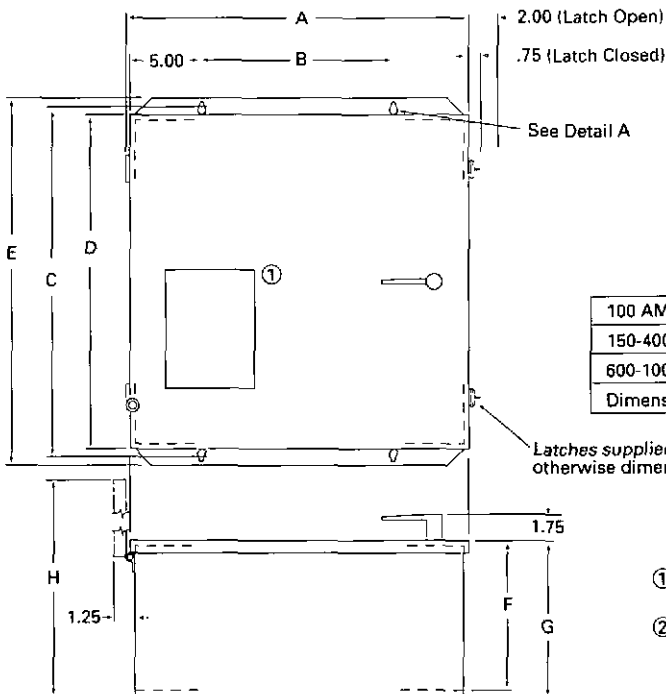 A
2.00 (Latch Open)
5.00
B
.75 (Latch Closed)
See Detail A
E
C
D
①
100 AM
150-400
600-100
Dimens
Latches supplied
otherwise dimen
1.75
H
F
G
1.25
①
②